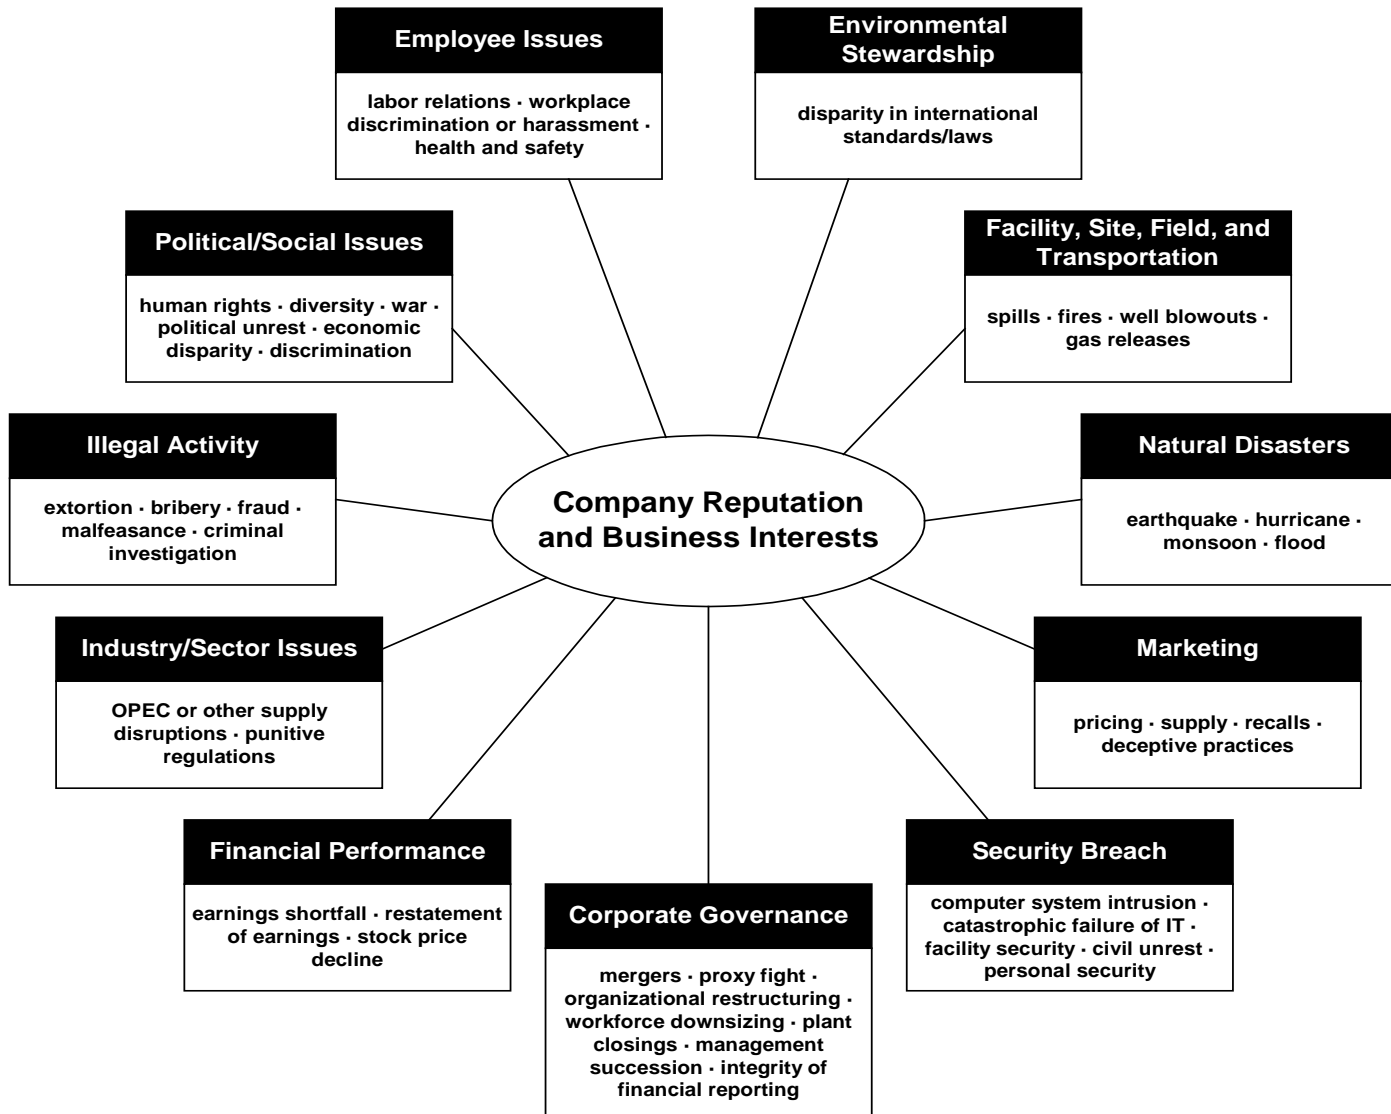 Employee Issues
labor relations · workplace
discrimination or harassment ·
health and safety
Environmental
Stewardship
disparity in international
standards/laws
Political/Social Issues
human rights · diversity · war ·
political unrest · economic
disparity · discrimination
Facility, Site, Field, and
Transportation
spills · fires · well blowouts ·
gas releases
Illegal Activity
extortion · bribery · fraud ·
malfeasance · criminal
investigation
Company Reputation
and Business Interests
Natural Disasters
earthquake · hurricane ·
monsoon · flood
Industry/Sector Issues
OPEC or other supply
disruptions · punitive
regulations
Marketing
pricing · supply · recalls ·
deceptive practices
Financial Performance
earnings shortfall · restatement
of earnings · stock price
decline
Corporate Governance
mergers · proxy fight ·
organizational restructuring ·
workforce downsizing · plant
closings · management
succession · integrity of
financial reporting
Security Breach
computer system intrusion ·
catastrophic failure of IT ·
facility security · civil unrest ·
personal security